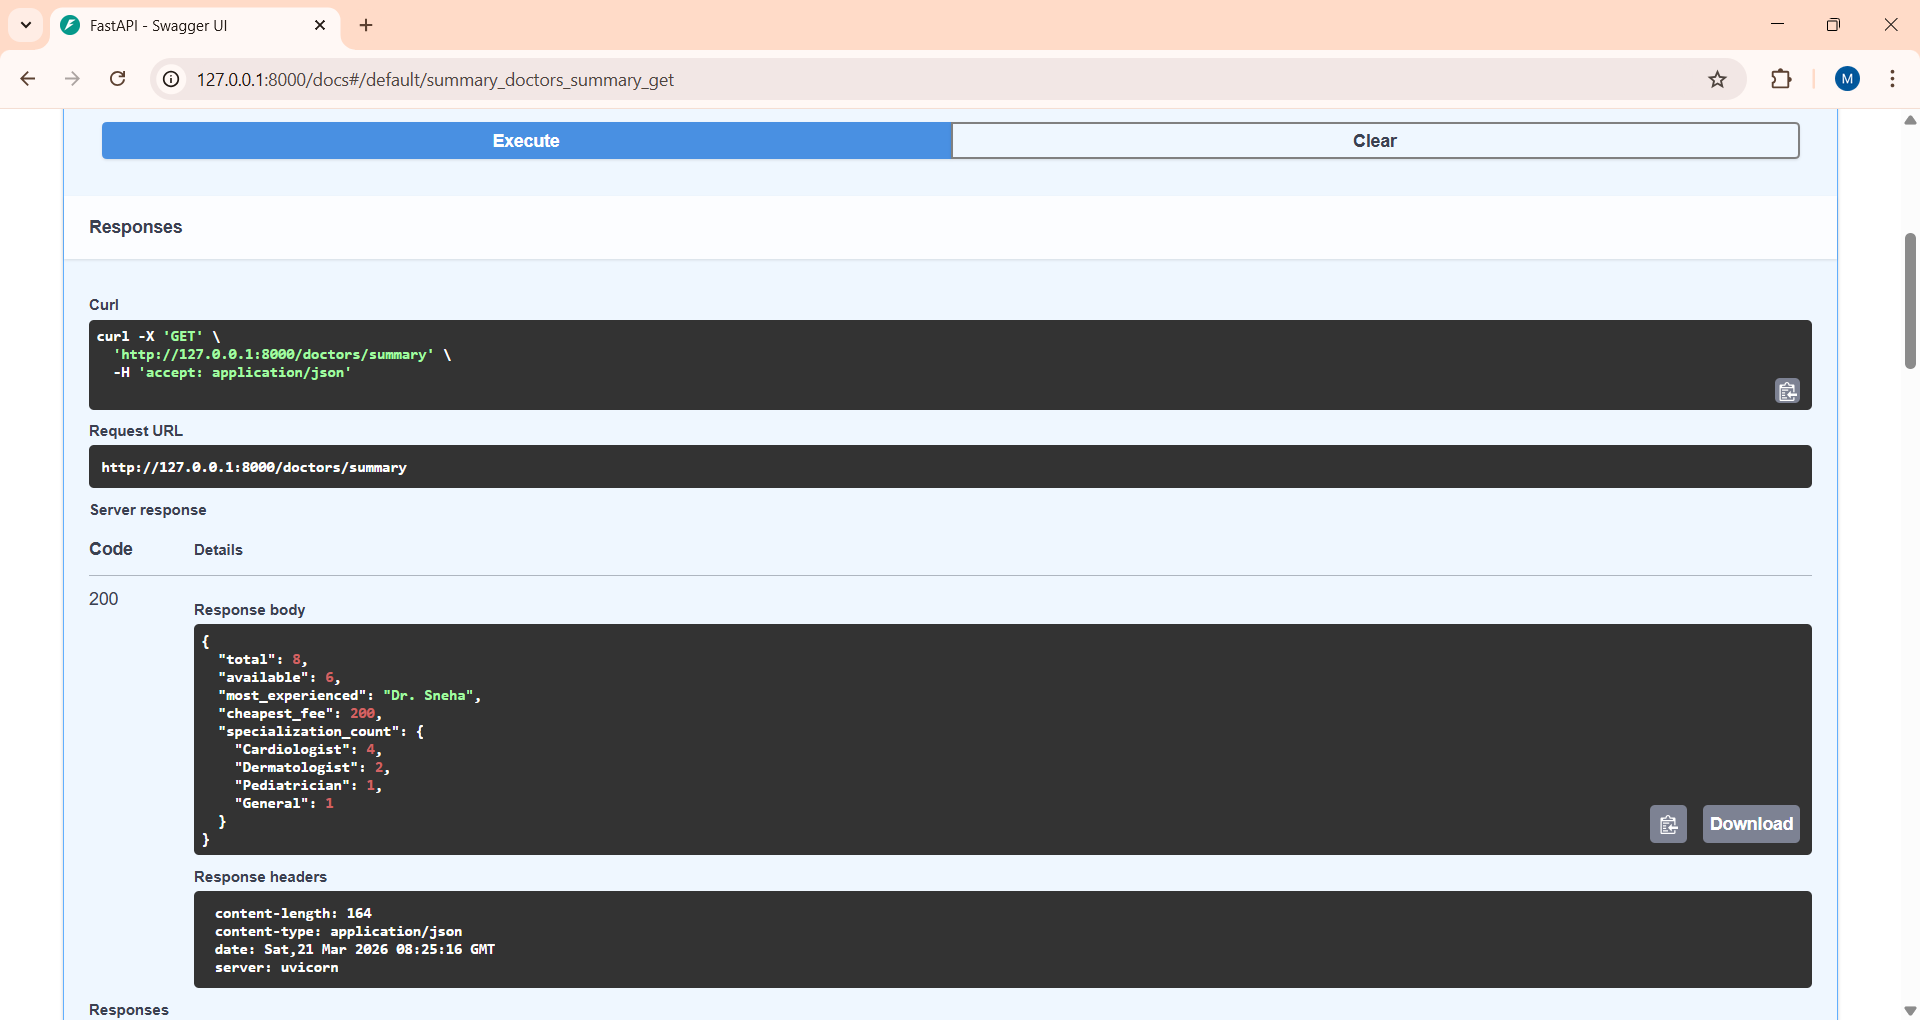 FastAPI - Swagger UI
127.0.0.1:8000/docs#/default/summary_doctors_summary_get
M
Execute
Clear
Responses
Curl
curl -X 'GET' \
  'http://127.0.0.1:8000/doctors/summary' \
  -H 'accept: application/json'
Request URL
http://127.0.0.1:8000/doctors/summary
Server response
Code Details
200
Response body
{
  "total": 8,
  "available": 6,
  "most_experienced": "Dr. Sneha",
  "cheapest_fee": 200,
  "specialization_count": {
    "Cardiologist": 4,
    "Dermatologist": 2,
    "Pediatrician": 1,
    "General": 1
  }
}
Download
Response headers
content-length: 164
content-type: application/json
date: Sat,21 Mar 2026 08:25:16 GMT
server: uvicorn
Responses